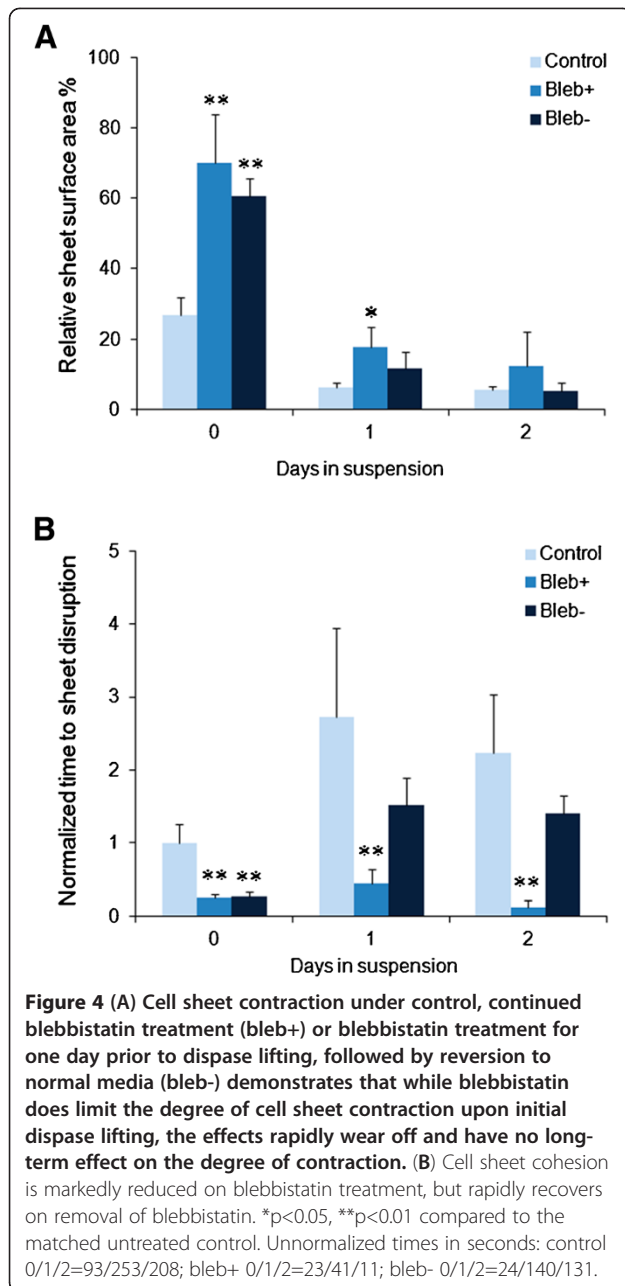 A
Control
Bleb+
Bleb-
Relative sheet surface area %
100
80
60
40
20
0
** 
**
*
0 1 2
Days in suspension
B
Control
Bleb+
Bleb-
Normalized time to sheet disruption
5
4
3
2
1
0
** **
**
**
0 1 2
Days in suspension
Figure 4 (A) Cell sheet contraction under control, continued
blebbistatin treatment (bleb+) or blebbistatin treatment for
one day prior to dispase lifting, followed by reversion to
normal media (bleb-) demonstrates that while blebbistatin
does limit the degree of cell sheet contraction upon initial
dispase lifting, the effects rapidly wear off and have no long-
term effect on the degree of contraction. (B) Cell sheet cohesion
is markedly reduced on blebbistatin treatment, but rapidly recovers
on removal of blebbistatin. *p<0.05, **p<0.01 compared to the
matched untreated control. Unnormalized times in seconds: control
0/1/2=93/253/208; bleb+ 0/1/2=23/41/11; bleb- 0/1/2=24/140/131.